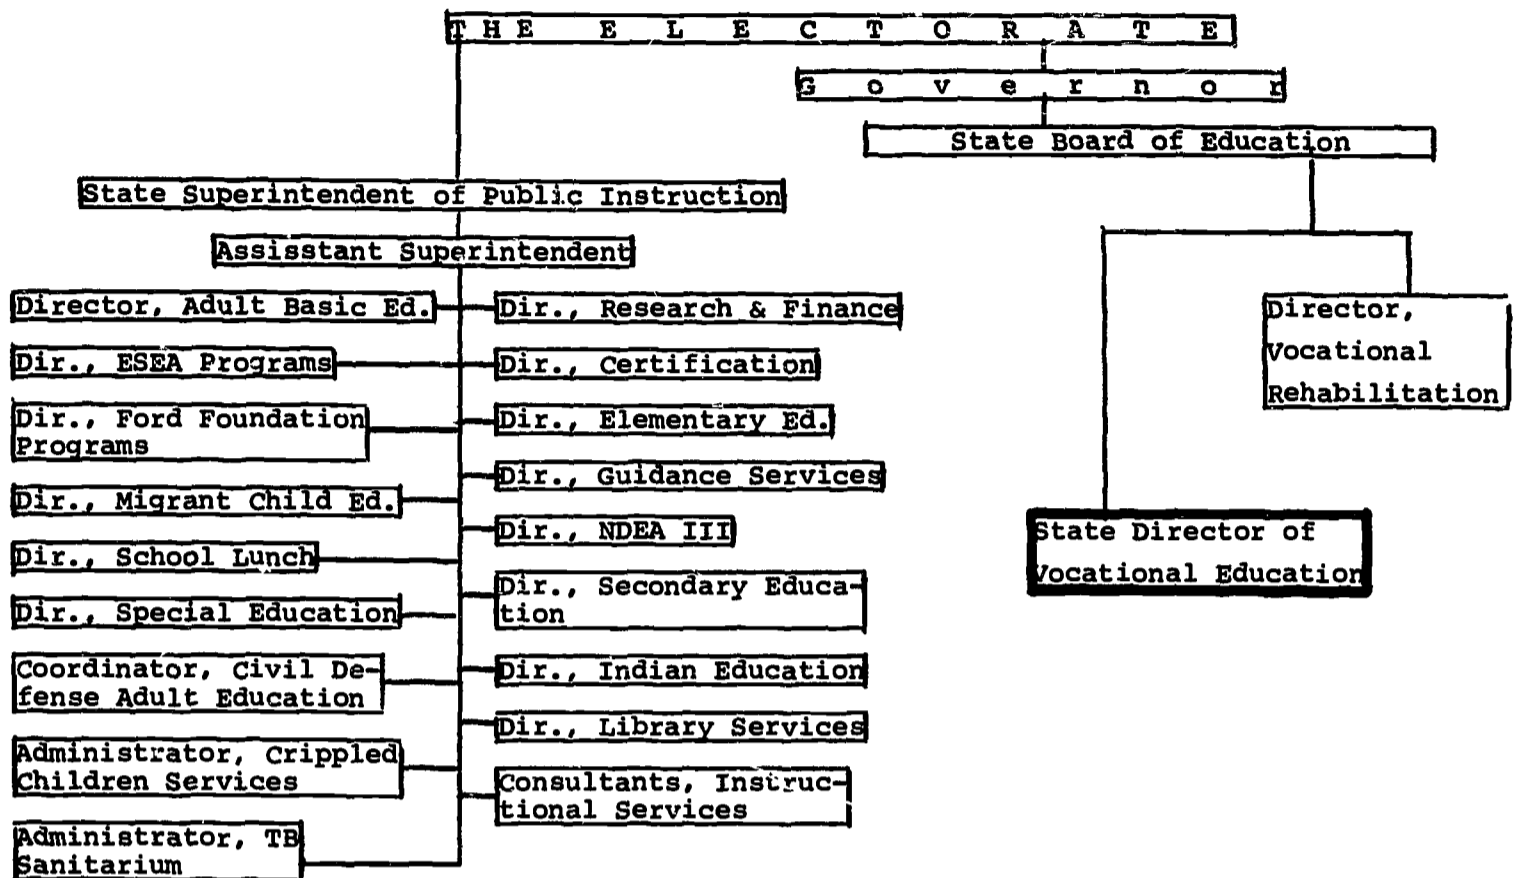 THE ELECTORATE
Governor
State Board of Education
State Superintendent of Public Instruction
Assisstant Superintendent
Director, Adult Basic Ed.
Dir., Research & Finance
Director,
Vocational
Rehabilitation
Dir., ESEA Programs
Dir., Certification
Dir., Ford Foundation
Programs
Dir., Elementary Ed.
Dir., Guidance Services
Dir., Migrant Child Ed.
Dir., NDEA III
State Director of
Vocational Education
Dir., School Lunch
Dir., Secondary Educa-
tion
Dir., Special Education
Coordinator, Civil De-
fense Adult Education
Dir., Indian Education
Dir., Library Services
Administrator, Crippled
Children Services
Consultants, Instruc-
tional Services
Administrator, TB
Sanitarium